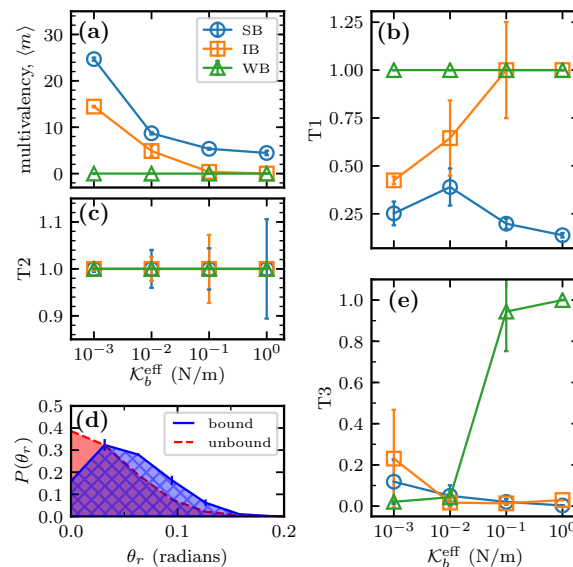 (a)
SB
IB
WB
multivalency, ⟨m⟩
30
20
10
0
(b)
T1
1.00
0.75
0.50
0.25
(c)
T2
1.1
1.0
0.9
10⁻³ 10⁻² 10⁻¹ 10⁰
𝒦_b^eff (N/m)
(d)
bound
unbound
P(θ_r)
0.5
0.4
0.3
0.2
0.1
0.0
0.0 0.1 0.2
θ_r (radians)
(e)
T3
1.0
0.8
0.6
0.4
0.2
0.0
10⁻³ 10⁻² 10⁻¹ 10⁰
𝒦_b^eff (N/m)